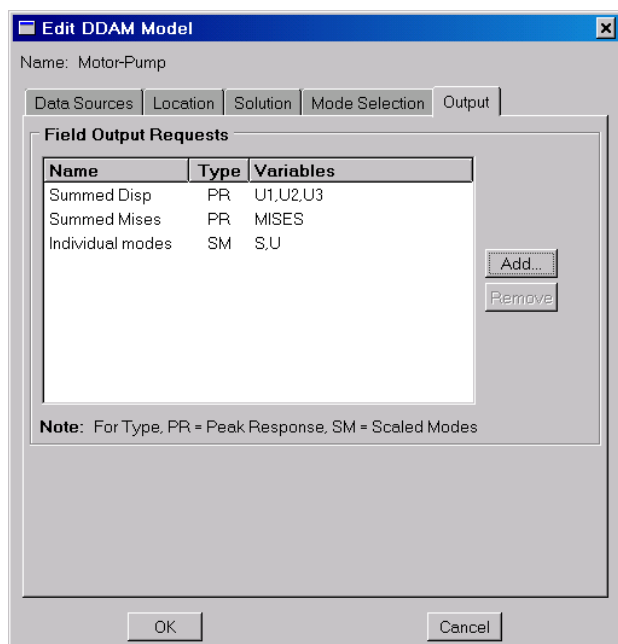 Edit DDAM Model
Name: Motor-Pump
Data Sources Location Solution Mode Selection Output
Field Output Requests
Name Type Variables
Summed Disp PR U1,U2,U3
Summed Mises PR MISES
Individual modes SM S,U
Add...
Remove
Note: For Type, PR = Peak Response, SM = Scaled Modes
OK Cancel